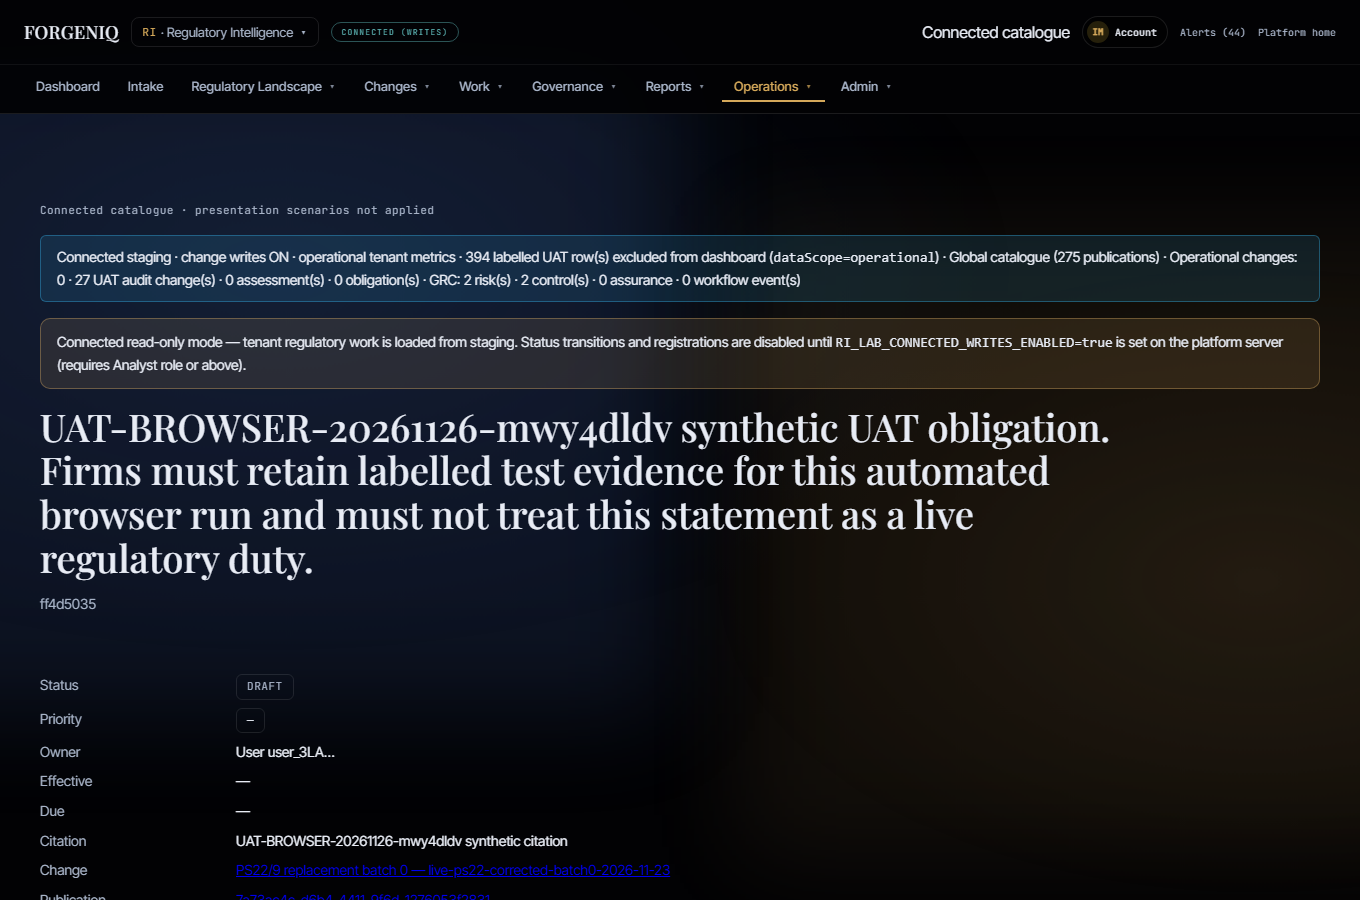 FORGENIQ
RI · Regulatory Intelligence ▾
CONNECTED (WRITES)
Connected catalogue
IM Account
Alerts (44)
Platform home
Dashboard
Intake
Regulatory Landscape ▾
Changes ▾
Work ▾
Governance ▾
Reports ▾
Operations ▾
Admin ▾
Connected catalogue · presentation scenarios not applied
Connected staging · change writes ON · operational tenant metrics · 394 labelled UAT row(s) excluded from dashboard (dataScope=operational) · Global catalogue (275 publications) · Operational changes:
0 · 27 UAT audit change(s) · 0 assessment(s) · 0 obligation(s) · GRC: 2 risk(s) · 2 control(s) · 0 assurance · 0 workflow event(s)
Connected read-only mode — tenant regulatory work is loaded from staging. Status transitions and registrations are disabled until RI_LAB_CONNECTED_WRITES_ENABLED=true is set on the platform server
(requires Analyst role or above).
UAT-BROWSER-20261126-mwy4dldv synthetic UAT obligation.
Firms must retain labelled test evidence for this automated
browser run and must not treat this statement as a live
regulatory duty.
ff4d5035
Status DRAFT
Priority —
Owner User user_3LA…
Effective —
Due —
Citation UAT-BROWSER-20261126-mwy4dldv synthetic citation
Change PS22/9 replacement batch 0 — live-ps22-corrected-batch0-2026-11-23
Publication